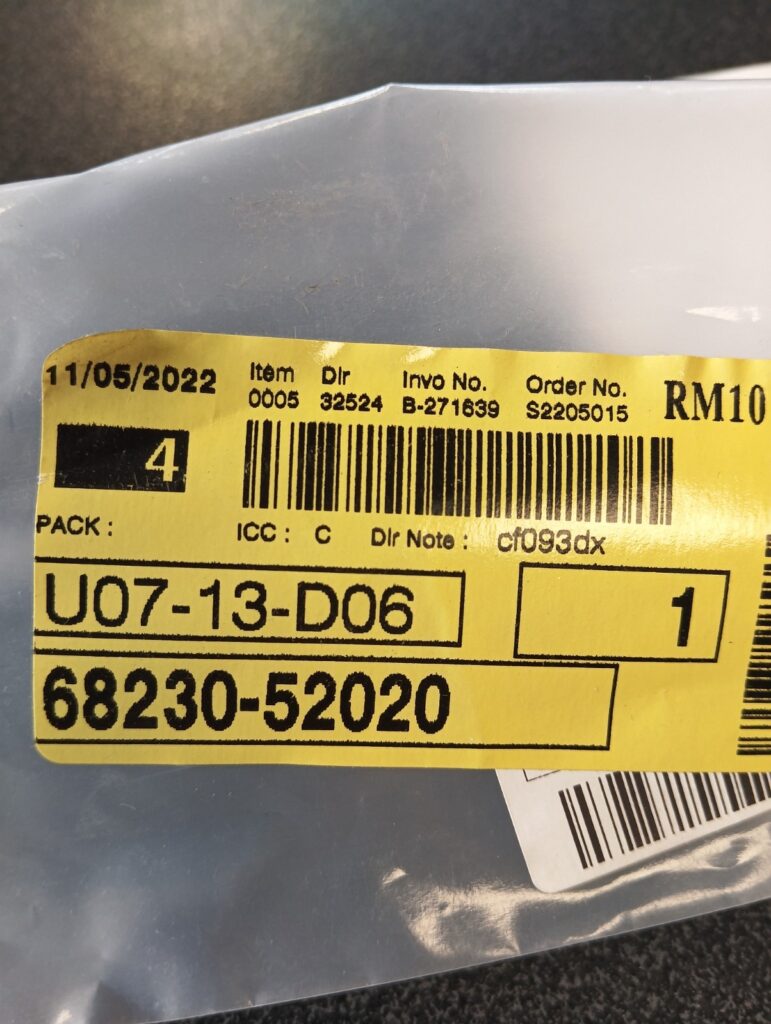 11/05/2022
Item Dlr Invo No. Order No. RM10
0005 32524 B-271639 S2205015
4
PACK : ICC : C Dlr Note : cf093dx
U07-13-D06 1
68230-52020